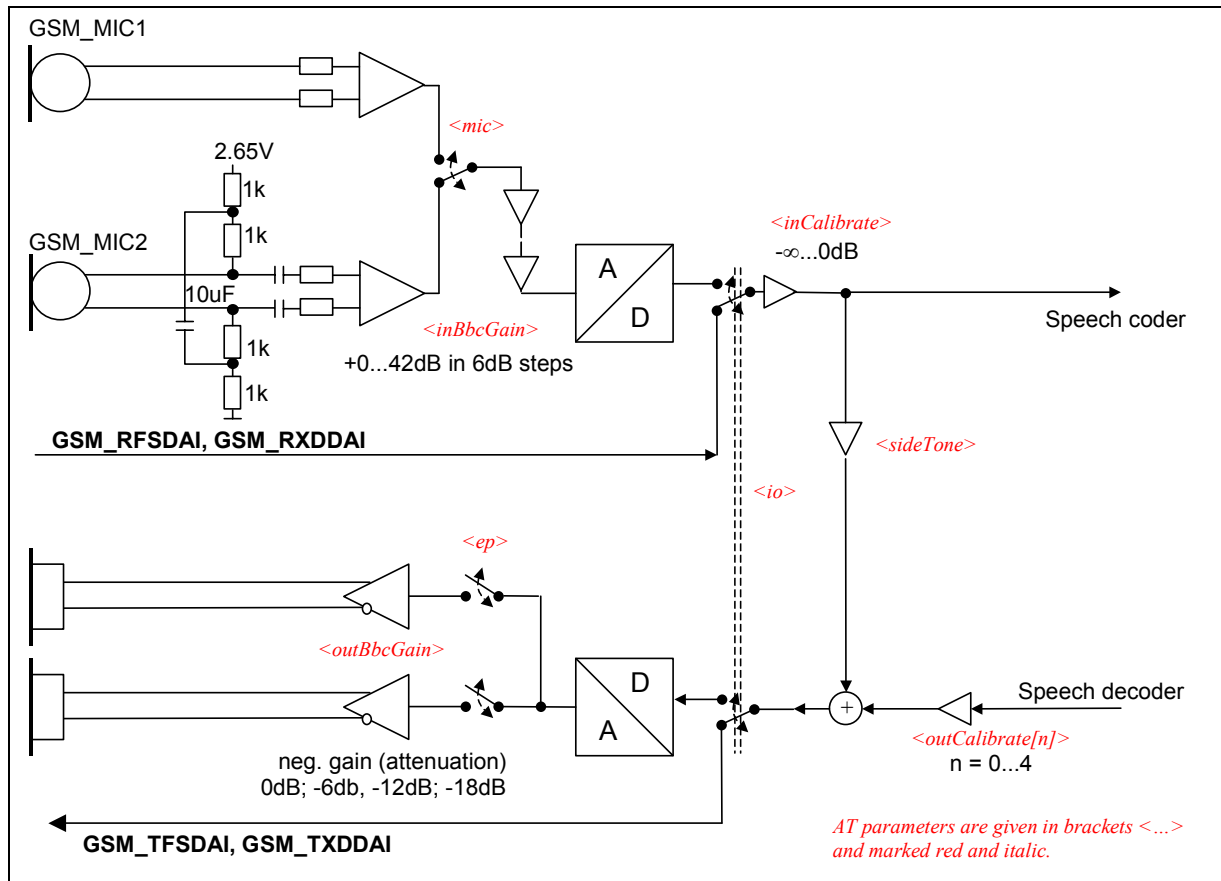 GSM_MIC1
<mic>
2.65V
1k
1k
GSM_MIC2
10uF
1k
1k
<inBbcGain>
+0...42dB in 6dB steps
A
D
<inCalibrate>
-∞...0dB
Speech coder
GSM_RFSDAI, GSM_RXDDAI
<sideTone>
<io>
<ep>
<outBbcGain>
D
A
neg. gain (attenuation)
0dB; -6db, -12dB; -18dB
Speech decoder
+
<outCalibrate[n]>
n = 0...4
GSM_TFSDAI, GSM_TXDDAI
AT parameters are given in brackets <...>
and marked red and italic.